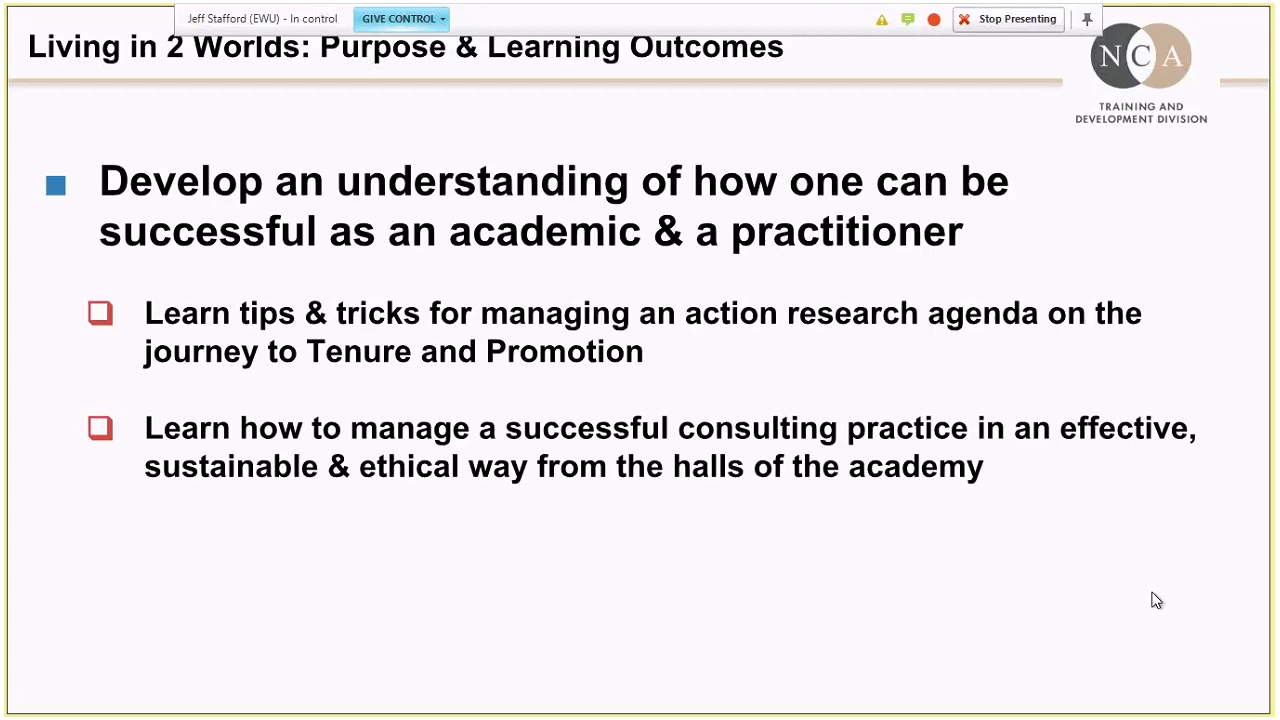 Jeff Stafford (EWU) - In control
GIVE CONTROL
Stop Presenting
Living in 2 Worlds: Purpose & Learning Outcomes
NCA
TRAINING AND
DEVELOPMENT DIVISION
Develop an understanding of how one can be
successful as an academic & a practitioner
Learn tips & tricks for managing an action research agenda on the
journey to Tenure and Promotion
Learn how to manage a successful consulting practice in an effective,
sustainable & ethical way from the halls of the academy